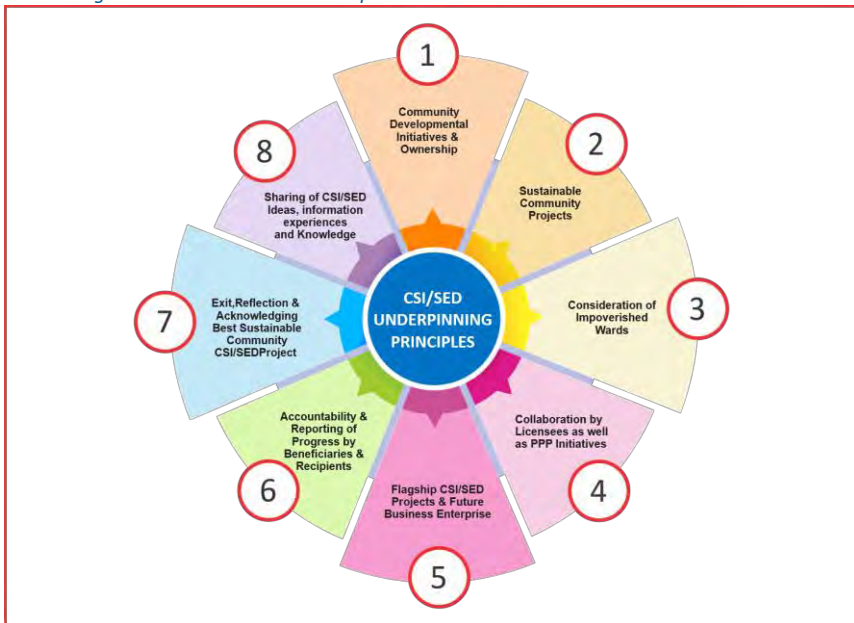 1
Community
Developmental
Initiatives &
Ownership
2
Sustainable
Community
Projects
3
Consideration of
Impoverished
Wards
4
Collaboration by
Licensees as well
as PPP Initiatives
5
Flagship CSI/SED
Projects & Future
Business Enterprise
6
Accountability &
Reporting of
Progress by
Beneficiaries &
Recipients
7
Exit,Reflection &
Acknowledging
Best Sustainable
Community
CSI/SEDProject
8
Sharing of CSI/SED
Ideas, information
experiences
and Knowledge
CSI/SED
UNDERPINNING
PRINCIPLES